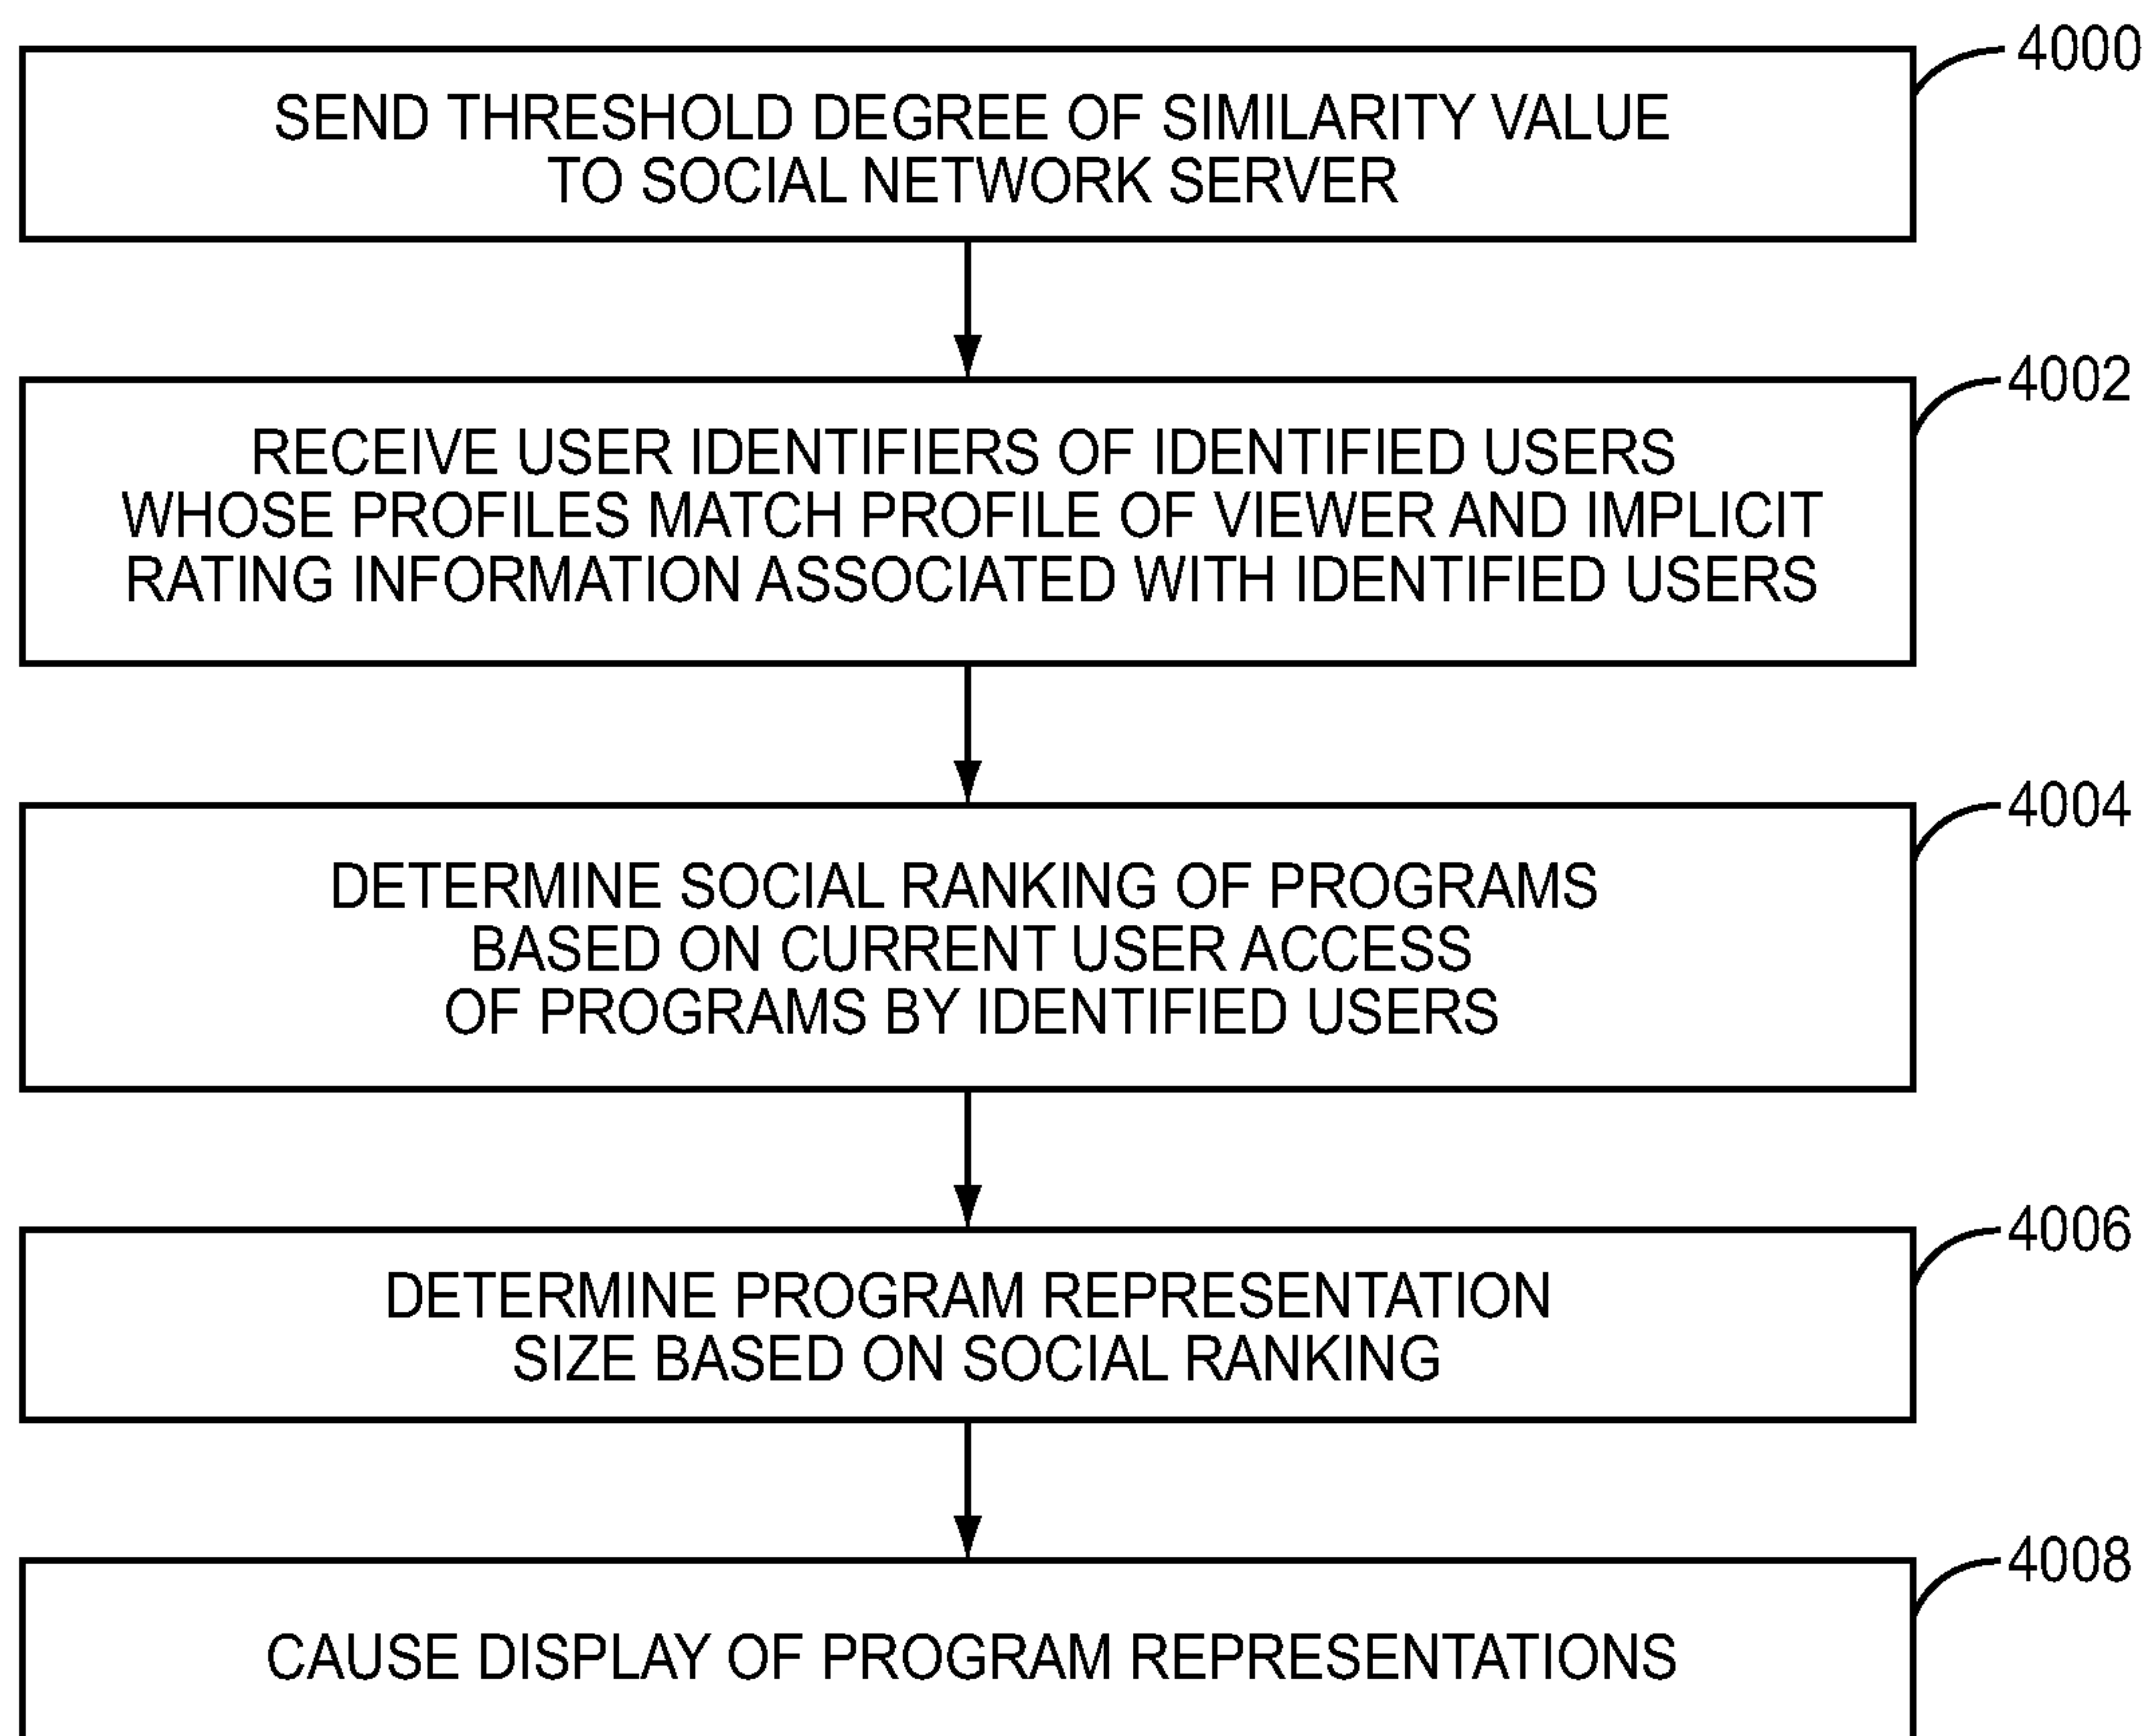 4000
SEND THRESHOLD DEGREE OF SIMILARITY VALUE
TO SOCIAL NETWORK SERVER
4002
RECEIVE USER IDENTIFIERS OF IDENTIFIED USERS
WHOSE PROFILES MATCH PROFILE OF VIEWER AND IMPLICIT
RATING INFORMATION ASSOCIATED WITH IDENTIFIED USERS
4004
DETERMINE SOCIAL RANKING OF PROGRAMS
BASED ON CURRENT USER ACCESS
OF PROGRAMS BY IDENTIFIED USERS
4006
DETERMINE PROGRAM REPRESENTATION
SIZE BASED ON SOCIAL RANKING
4008
CAUSE DISPLAY OF PROGRAM REPRESENTATIONS